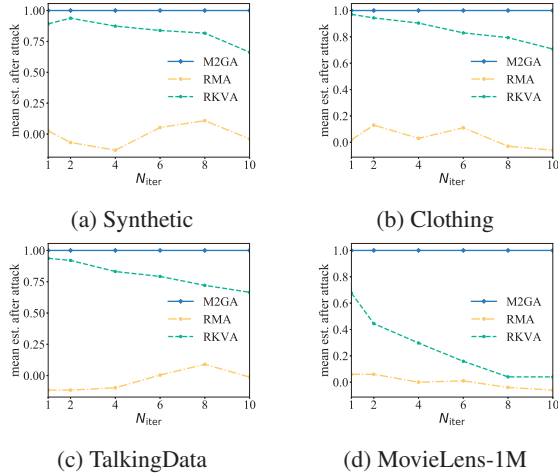 1.00
0.75
0.50
0.25
0.00
mean est. after attack
M2GA
RMA
RKVA
1 2 4 6 8 10
N_iter
(a) Synthetic
1.0
0.8
0.6
0.4
0.2
0.0
mean est. after attack
M2GA
RMA
RKVA
1 2 4 6 8 10
N_iter
(b) Clothing
1.00
0.75
0.50
0.25
0.00
mean est. after attack
M2GA
RMA
RKVA
1 2 4 6 8 10
N_iter
(c) TalkingData
1.0
0.8
0.6
0.4
0.2
0.0
mean est. after attack
M2GA
RMA
RKVA
1 2 4 6 8 10
N_iter
(d) MovieLens-1M